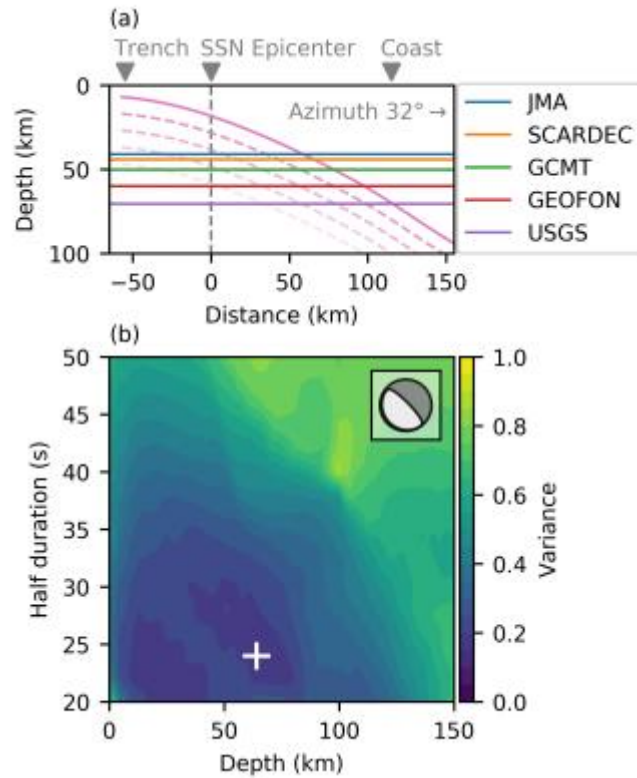 (a)
Trench SSN Epicenter Coast
0
50
100
Depth (km)
Azimuth 32° →
−50 0 50 100 150
Distance (km)
JMA
SCARDEC
GCMT
GEOFON
USGS
(b)
50
45
40
35
30
25
20
Half duration (s)
0 50 100 150
Depth (km)
1.0
0.8
0.6
0.4
0.2
0.0
Variance